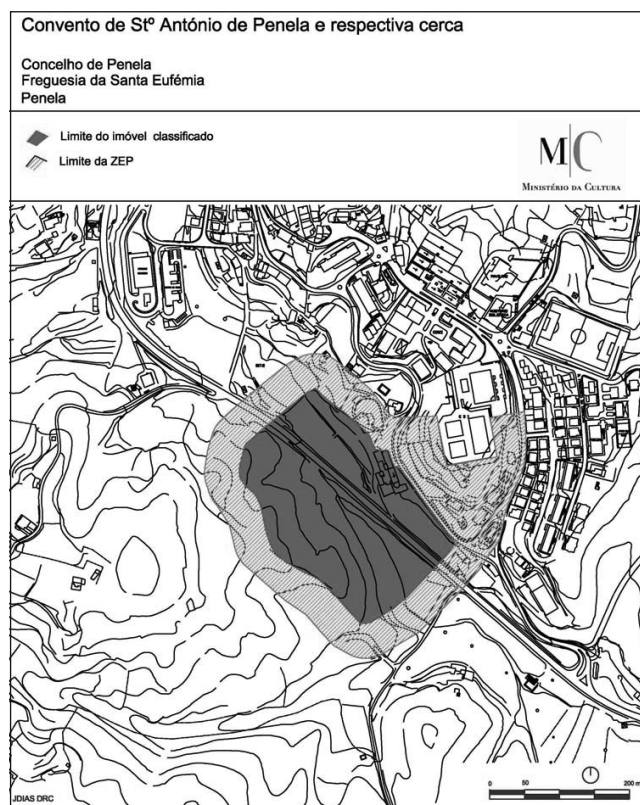 Convento de Stº António de Penela e respectiva cerca
Concelho de Penela
Freguesia da Santa Eufémia
Penela
Limite do imóvel classificado
Limite da ZEP
M C
MINISTÉRIO DA CULTURA
0 50 200 m
JDIAS DRC